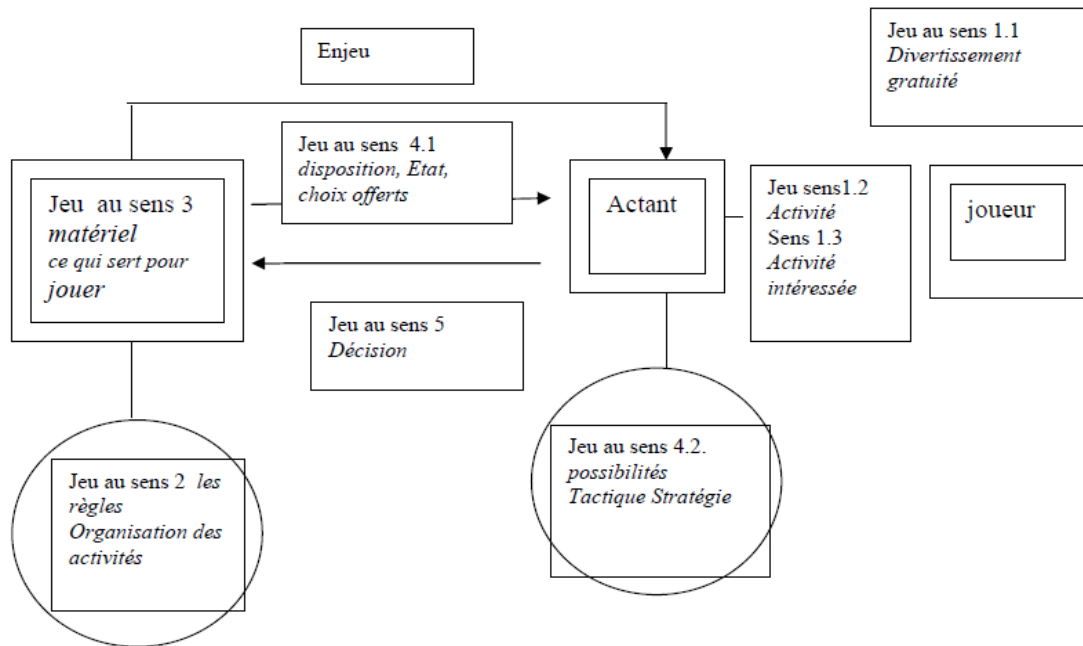 Enjeu
Jeu au sens 1.1
Divertissement
gratuité
Jeu au sens  4.1
disposition, Etat,
choix offerts
Jeu  au sens 3
matériel
ce qui sert pour
jouer
Actant
Jeu sens1.2
Activité
Sens 1.3
Activité
intéressée
joueur
Jeu au sens 5
Décision
Jeu au sens 2  les
règles
Organisation des
activités
Jeu au sens 4.2.
possibilités
Tactique Stratégie